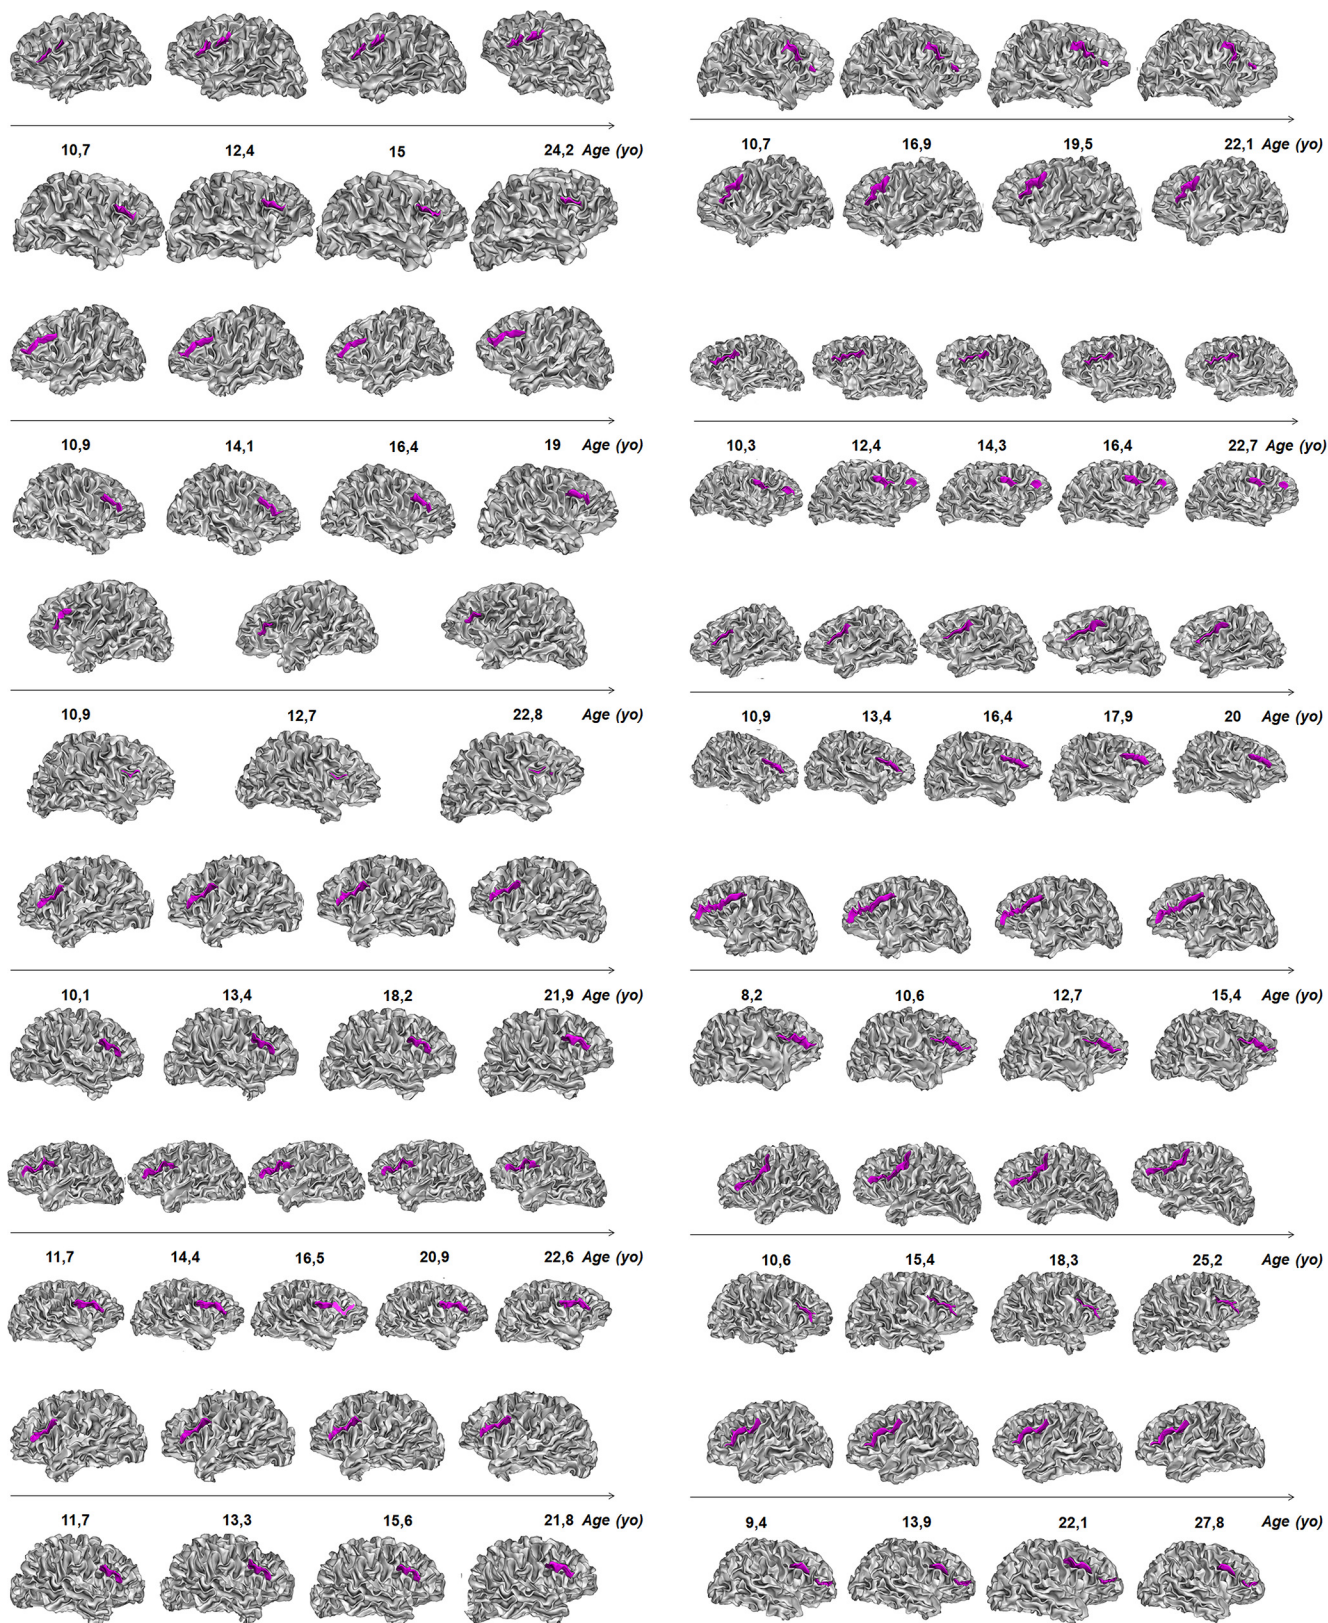 10,7 12,4 15 24,2 Age (yo)
10,7 16,9 19,5 22,1 Age (yo)
10,9 14,1 16,4 19 Age (yo)
10,3 12,4 14,3 16,4 22,7 Age (yo)
10,9 12,7 22,8 Age (yo)
10,9 13,4 16,4 17,9 20 Age (yo)
10,1 13,4 18,2 21,9 Age (yo)
8,2 10,6 12,7 15,4 Age (yo)
11,7 14,4 16,5 20,9 22,6 Age (yo)
10,6 15,4 18,3 25,2 Age (yo)
11,7 13,3 15,6 21,8 Age (yo)
9,4 13,9 22,1 27,8 Age (yo)